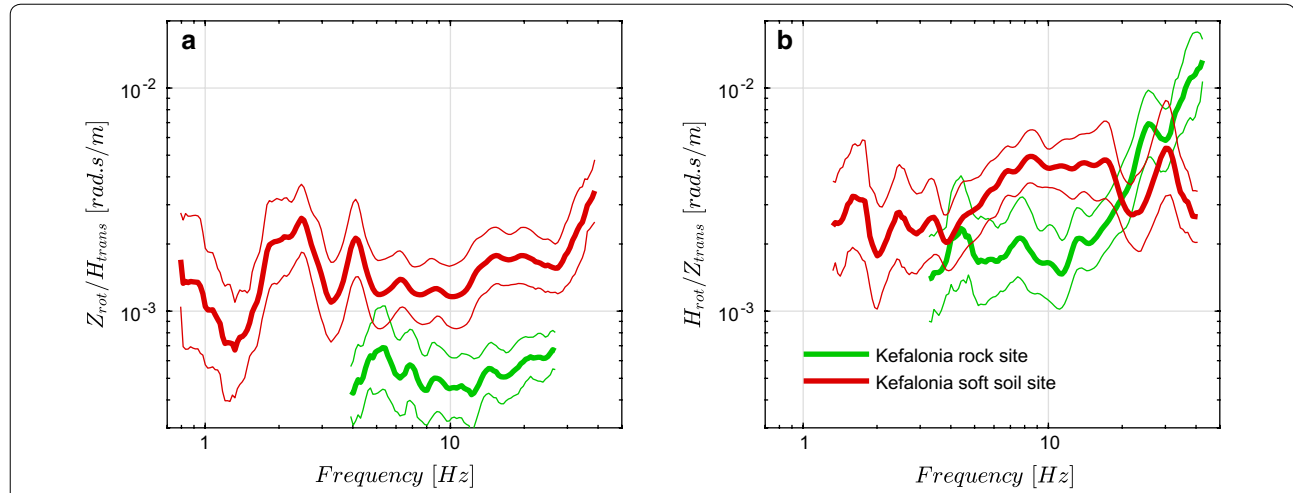 a
10^-2
10^-3
Z_rot/H_trans [rad.s/m]
1
10
Frequency [Hz]
b
10^-2
10^-3
H_rot/Z_trans [rad.s/m]
Kefalonia rock site
Kefalonia soft soil site
1
10
Frequency [Hz]